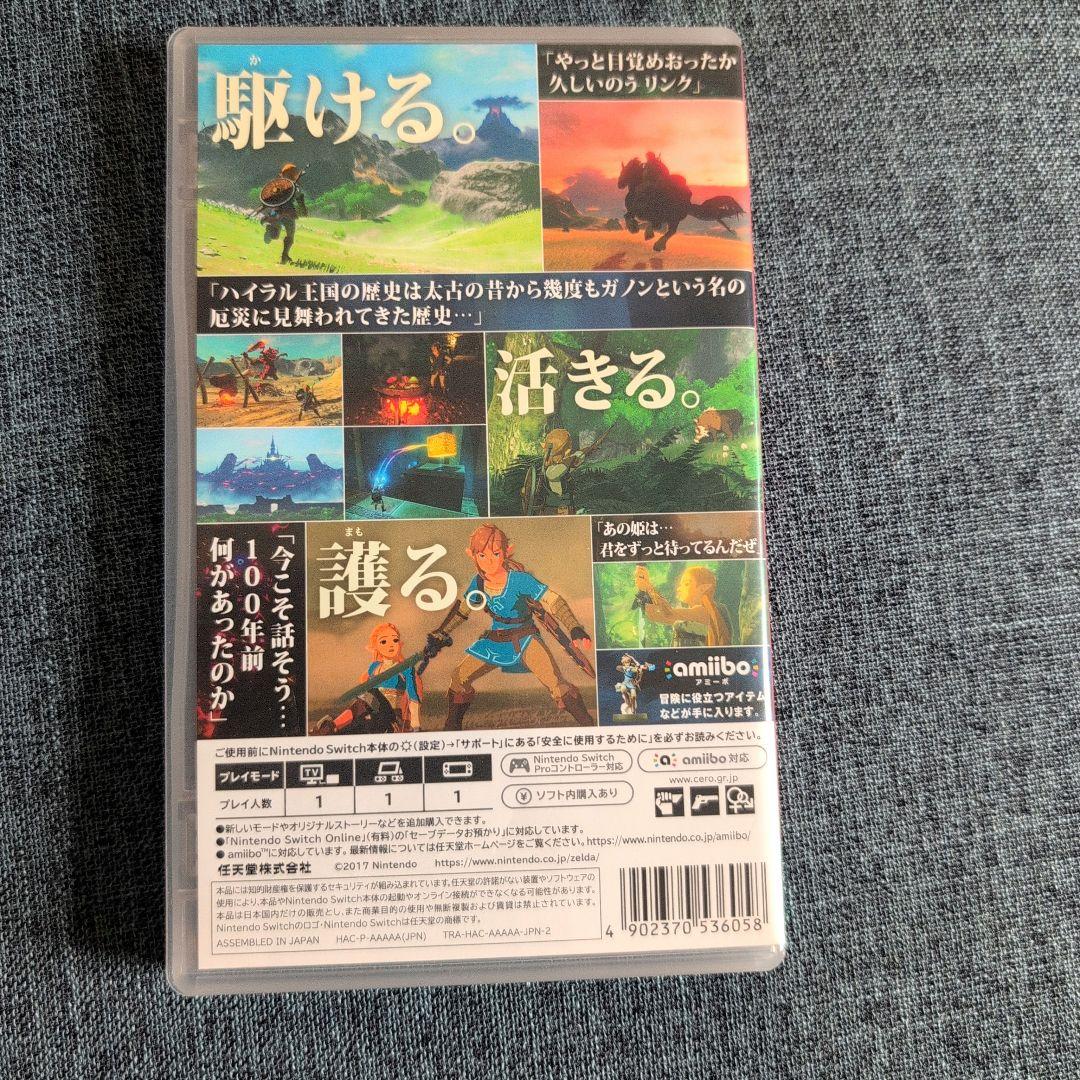 か
駆ける。
「やっと目覚めおったか
久しいのう リンク」
「ハイラル王国の歴史は太古の昔から幾度もガノンという名の
厄災に見舞われてきた歴史…」
活きる。
「今こそ話そう…
100年前
何があったのか」
まも
護る。
「あの姫は…
君をずっと待ってるんだぜ
amiibo
アミーボ
冒険に役立つアイテム
などが手に入ります。
ご使用前にNintendo Switch本体の(設定)→「サポート」にある「安全に使用するために」を必ずお読みください。
プレイモード
TV
プレイ人数
1
1
1
Nintendo Switch
Proコントローラー対応
amiibo 対応
ソフト内購入あり
www.cero.gr.jp
●新しいモードやオリジナルストーリーなどを追加購入できます。
●「Nintendo Switch Online」(有料)の「セーブデータお預かり」に対応しています。
●amiibo™に対応しています。最新情報については任天堂ホームページをご覧ください。https://www.nintendo.co.jp/amiibo/
任天堂株式会社 ©2017 Nintendo https://www.nintendo.co.jp/zelda/
本品には知的財産権を保護するセキュリティが組み込まれています。任天堂の許諾がない装置やソフトウェアの
使用により、本品やNintendo Switch本体の起動やオンライン接続ができなくなる可能性があります。
本品は日本国内だけの販売とし、また商業目的の使用や無断複製および賃貸は禁止されています。
Nintendo Switchのロゴ・Nintendo Switchは任天堂の商標です。
ASSEMBLED IN JAPAN HAC-P-AAAAA(JPN) TRA-HAC-AAAAA-JPN-2
4 902370 536058